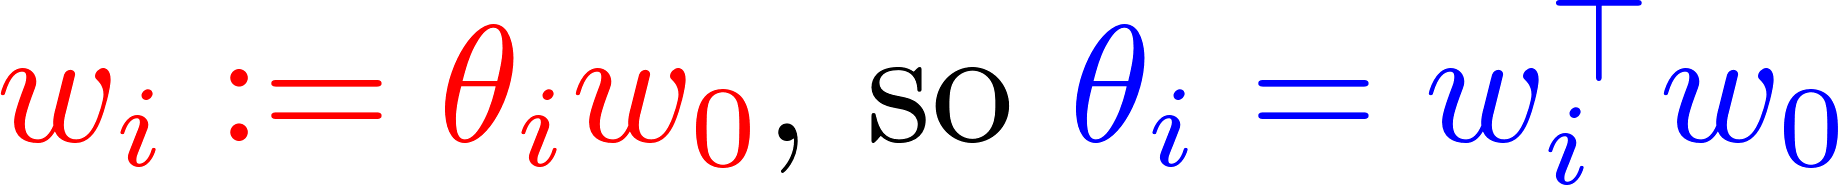 wᵢ := θᵢw₀, so θᵢ = wᵢ^⊤w₀